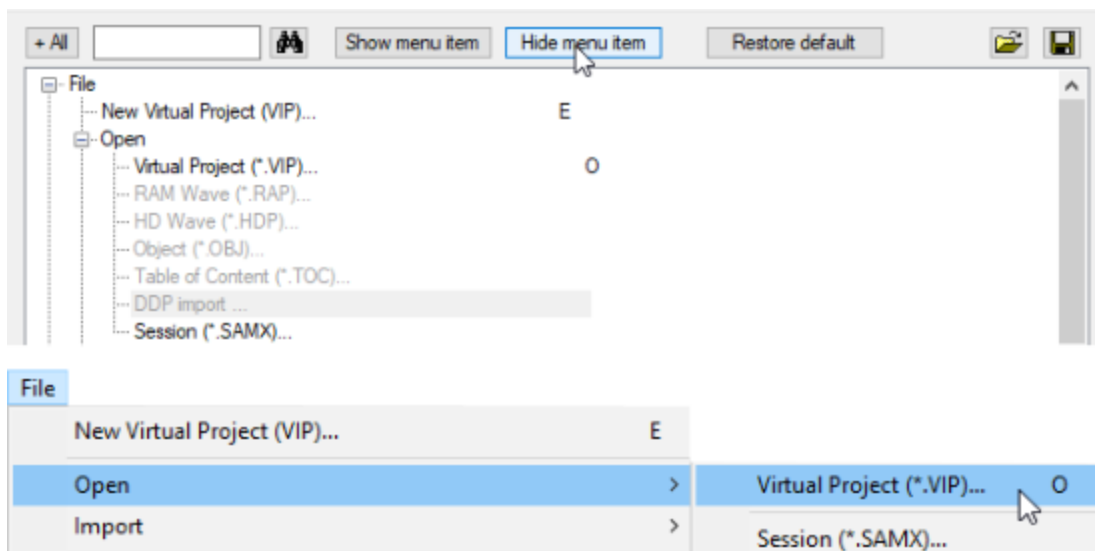 + All Show menu item Hide menu item Restore default
File
New Virtual Project (VIP)... E
Open
Virtual Project (*.VIP)... O
RAM Wave (*.RAP)...
HD Wave (*.HDP)...
Object (*.OBJ)...
Table of Content (*.TOC)...
DDP import ...
Session (*.SAMX)...
File
New Virtual Project (VIP)... E
Open > Virtual Project (*.VIP)... O
Import > Session (*.SAMX)...